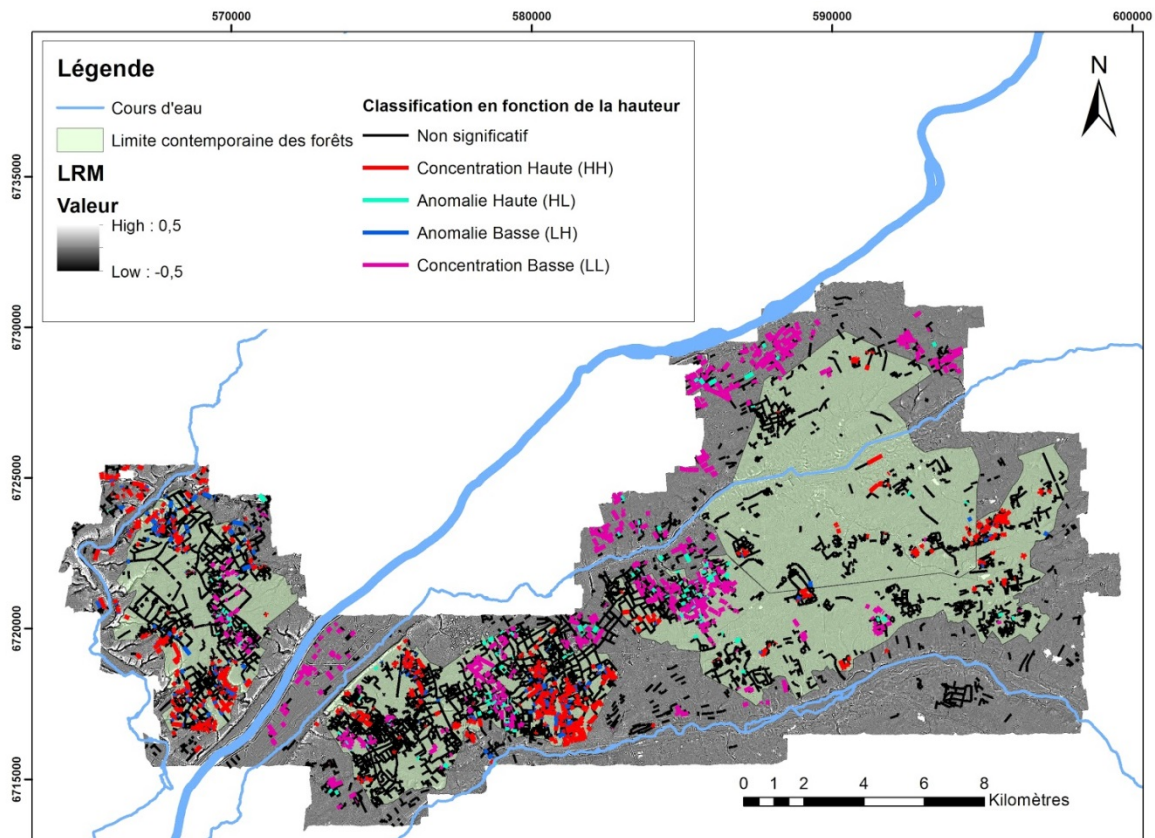 570000 580000 590000 600000
Légende
Cours d'eau
Limite contemporaine des forêts
LRM
Valeur
High : 0,5
Low : -0,5
Classification en fonction de la hauteur
Non significatif
Concentration Haute (HH)
Anomalie Haute (HL)
Anomalie Basse (LH)
Concentration Basse (LL)
N
6735000
6730000
6725000
6720000
6715000
0 1 2 4 6 8
Kilomètres